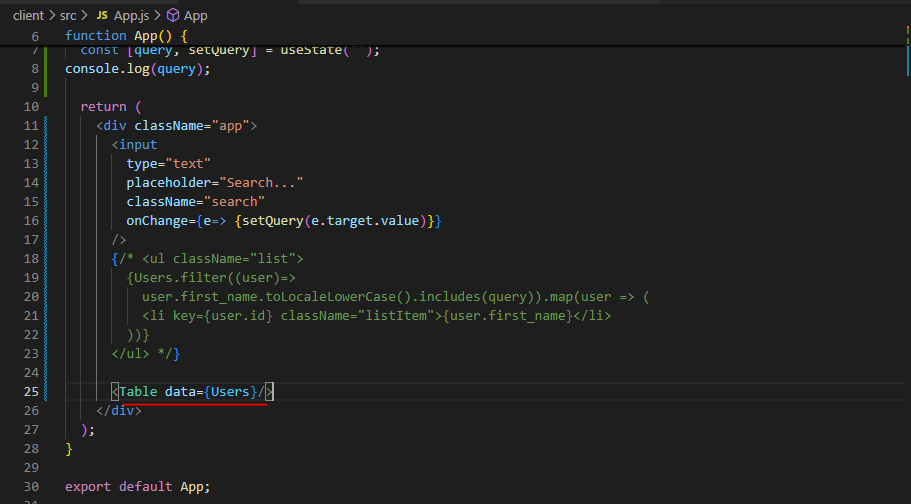 client > src > JS App.js > App
6 function App() {
7 const [query, setQuery] = useState("");
8 console.log(query);
9
10 return (
11 <div className="app">
12 <input
13 type="text"
14 placeholder="Search..."
15 className="search"
16 onChange={e=> {setQuery(e.target.value)}}
17 />
18 {/* <ul className="list">
19 {Users.filter((user)=>
20 user.first_name.toLocaleLowerCase().includes(query)).map(user => (
21 <li key={user.id} className="listItem">{user.first_name}</li>
22 ))}
23 </ul> */}
24
25 <Table data={Users}/>
26 </div>
27 );
28 }
29
30 export default App;
31